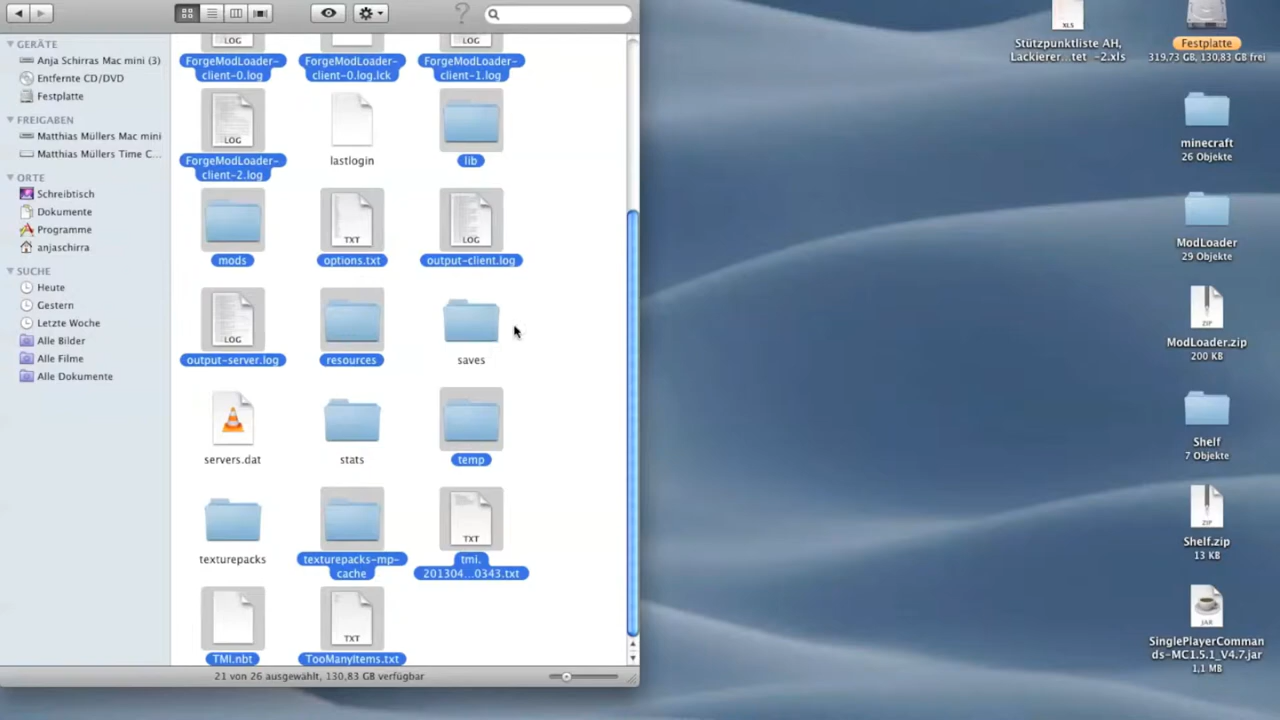 GERÄTE
Anja Schirras Mac mini (3)
Entfernte CD/DVD
Festplatte
FREIGABEN
Matthias Müllers Mac mini
Matthias Müllers Time C...
ORTE
Schreibtisch
Dokumente
Programme
anjaschirra
SUCHE
Heute
Gestern
Letzte Woche
Alle Bilder
Alle Filme
Alle Dokumente
LOG
LOG
ForgeModLoader-
client-0.log
ForgeModLoader-
client-0.log.lck
ForgeModLoader-
client-1.log
LOG
ForgeModLoader-
client-2.log
lastlogin
lib
mods
TXT
options.txt
LOG
output-client.log
LOG
output-server.log
resources
saves
servers.dat
stats
temp
texturepacks
texturepacks-mp-
cache
TXT
tmi.
201304...0343.txt
TMI.nbt
TXT
TooManyItems.txt
21 von 26 ausgewählt, 130,83 GB verfügbar
XLS
Stützpunktliste AH,
Lackierer...tet -2.xls
Festplatte
319,73 GB, 130,83 GB frei
minecraft
26 Objekte
ModLoader
29 Objekte
ZIP
ModLoader.zip
200 KB
Shelf
7 Objekte
ZIP
Shelf.zip
13 KB
JAR
SinglePlayerComman
ds-MC1.5.1_V4.7.jar
1,1 MB